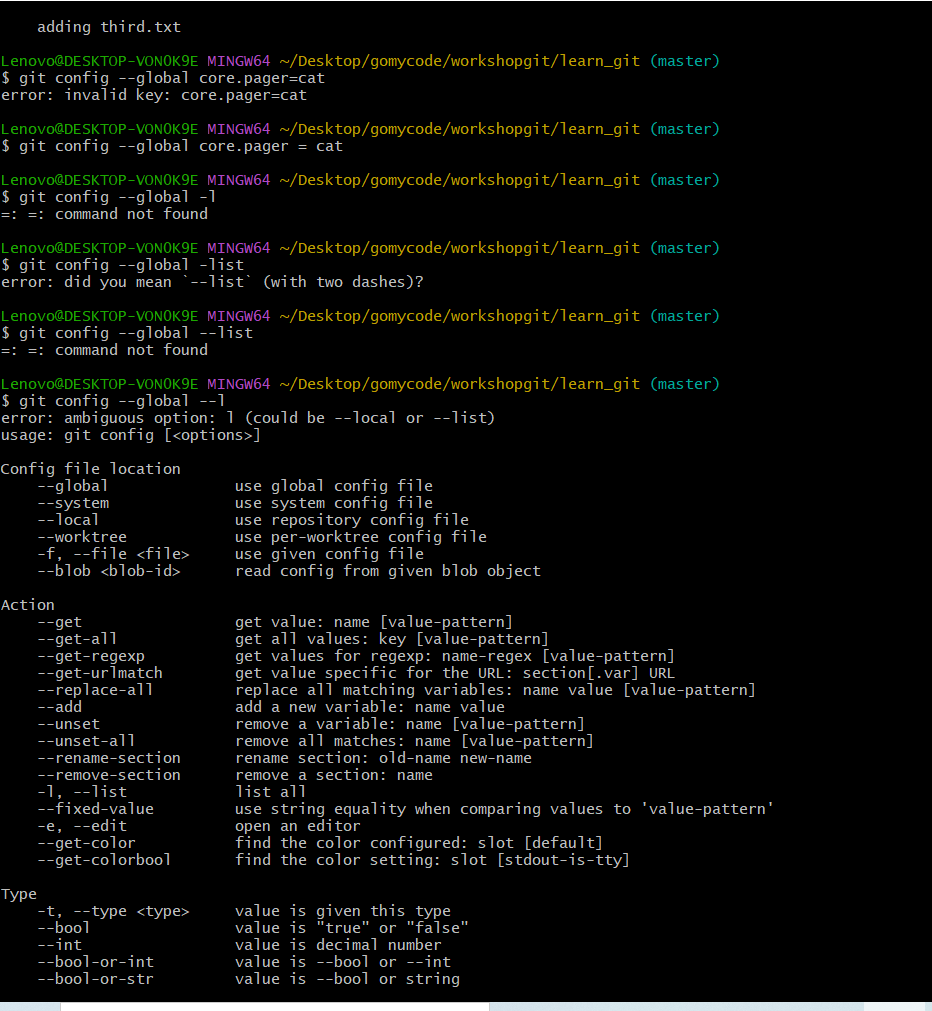 adding third.txt
Lenovo@DESKTOP-VONOK9E MINGW64 ~/Desktop/gomycode/workshopgit/learn_git (master)
$ git config --global core.pager=cat
error: invalid key: core.pager=cat
Lenovo@DESKTOP-VONOK9E MINGW64 ~/Desktop/gomycode/workshopgit/learn_git (master)
$ git config --global core.pager = cat
Lenovo@DESKTOP-VONOK9E MINGW64 ~/Desktop/gomycode/workshopgit/learn_git (master)
$ git config --global -l
=: =: command not found
Lenovo@DESKTOP-VONOK9E MINGW64 ~/Desktop/gomycode/workshopgit/learn_git (master)
$ git config --global -list
error: did you mean `--list` (with two dashes)?
Lenovo@DESKTOP-VONOK9E MINGW64 ~/Desktop/gomycode/workshopgit/learn_git (master)
$ git config --global --list
=: =: command not found
Lenovo@DESKTOP-VONOK9E MINGW64 ~/Desktop/gomycode/workshopgit/learn_git (master)
$ git config --global --l
error: ambiguous option: l (could be --local or --list)
usage: git config [<options>]
Config file location
--global use global config file
--system use system config file
--local use repository config file
--worktree use per-worktree config file
-f, --file <file> use given config file
--blob <blob-id> read config from given blob object
Action
--get get value: name [value-pattern]
--get-all get all values: key [value-pattern]
--get-regexp get values for regexp: name-regex [value-pattern]
--get-urlmatch get value specific for the URL: section[.var] URL
--replace-all replace all matching variables: name value [value-pattern]
--add add a new variable: name value
--unset remove a variable: name [value-pattern]
--unset-all remove all matches: name [value-pattern]
--rename-section rename section: old-name new-name
--remove-section remove a section: name
-l, --list list all
--fixed-value use string equality when comparing values to 'value-pattern'
-e, --edit open an editor
--get-color find the color configured: slot [default]
--get-colorbool find the color setting: slot [stdout-is-tty]
Type
-t, --type <type> value is given this type
--bool value is "true" or "false"
--int value is decimal number
--bool-or-int value is --bool or --int
--bool-or-str value is --bool or string